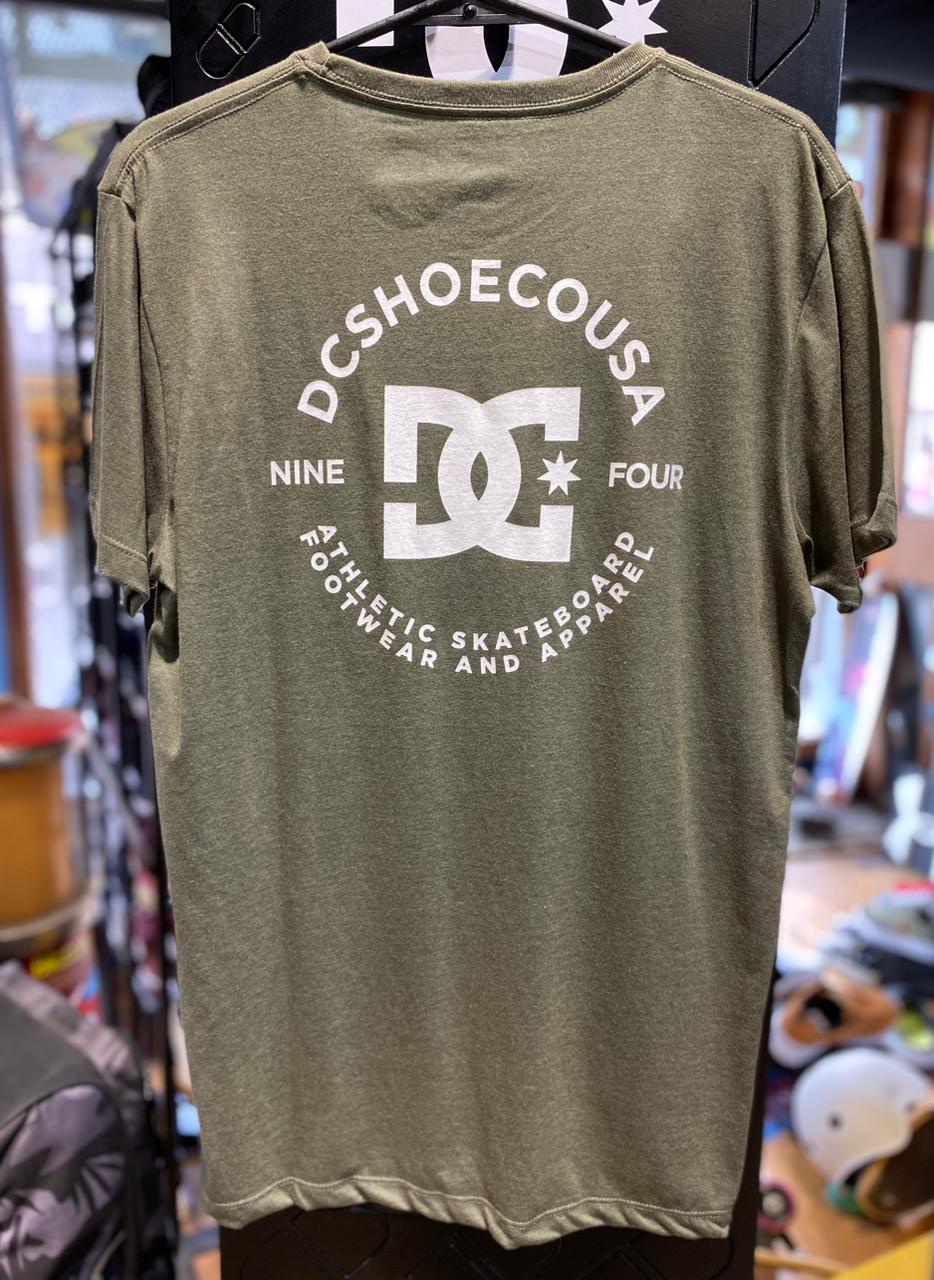 DCSHOECOUSA
NINE
DC
FOUR
ATHLETIC SKATEBOARD
FOOTWEAR AND APPAREL